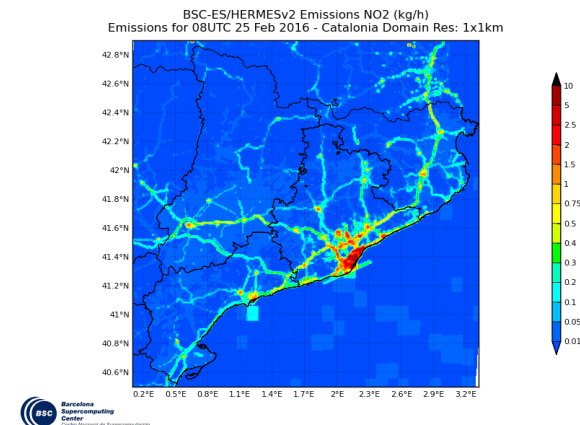 BSC-ES/HERMESv2 Emissions NO2 (kg/h)
Emissions for 08UTC 25 Feb 2016 - Catalonia Domain Res: 1x1km
42.8°N
42.6°N
42.4°N
42.2°N
42°N
41.8°N
41.6°N
41.4°N
41.2°N
41°N
40.8°N
40.6°N
0.2°E 0.5°E 0.8°E 1.1°E 1.4°E 1.7°E 2°E 2.3°E 2.6°E 2.9°E 3.2°E
10
5
2.5
2
1.5
1
0.75
0.5
0.4
0.3
0.2
0.1
0.05
0.01
BSC
Barcelona
Supercomputing
Center
Centro Nacional de Supercomputación